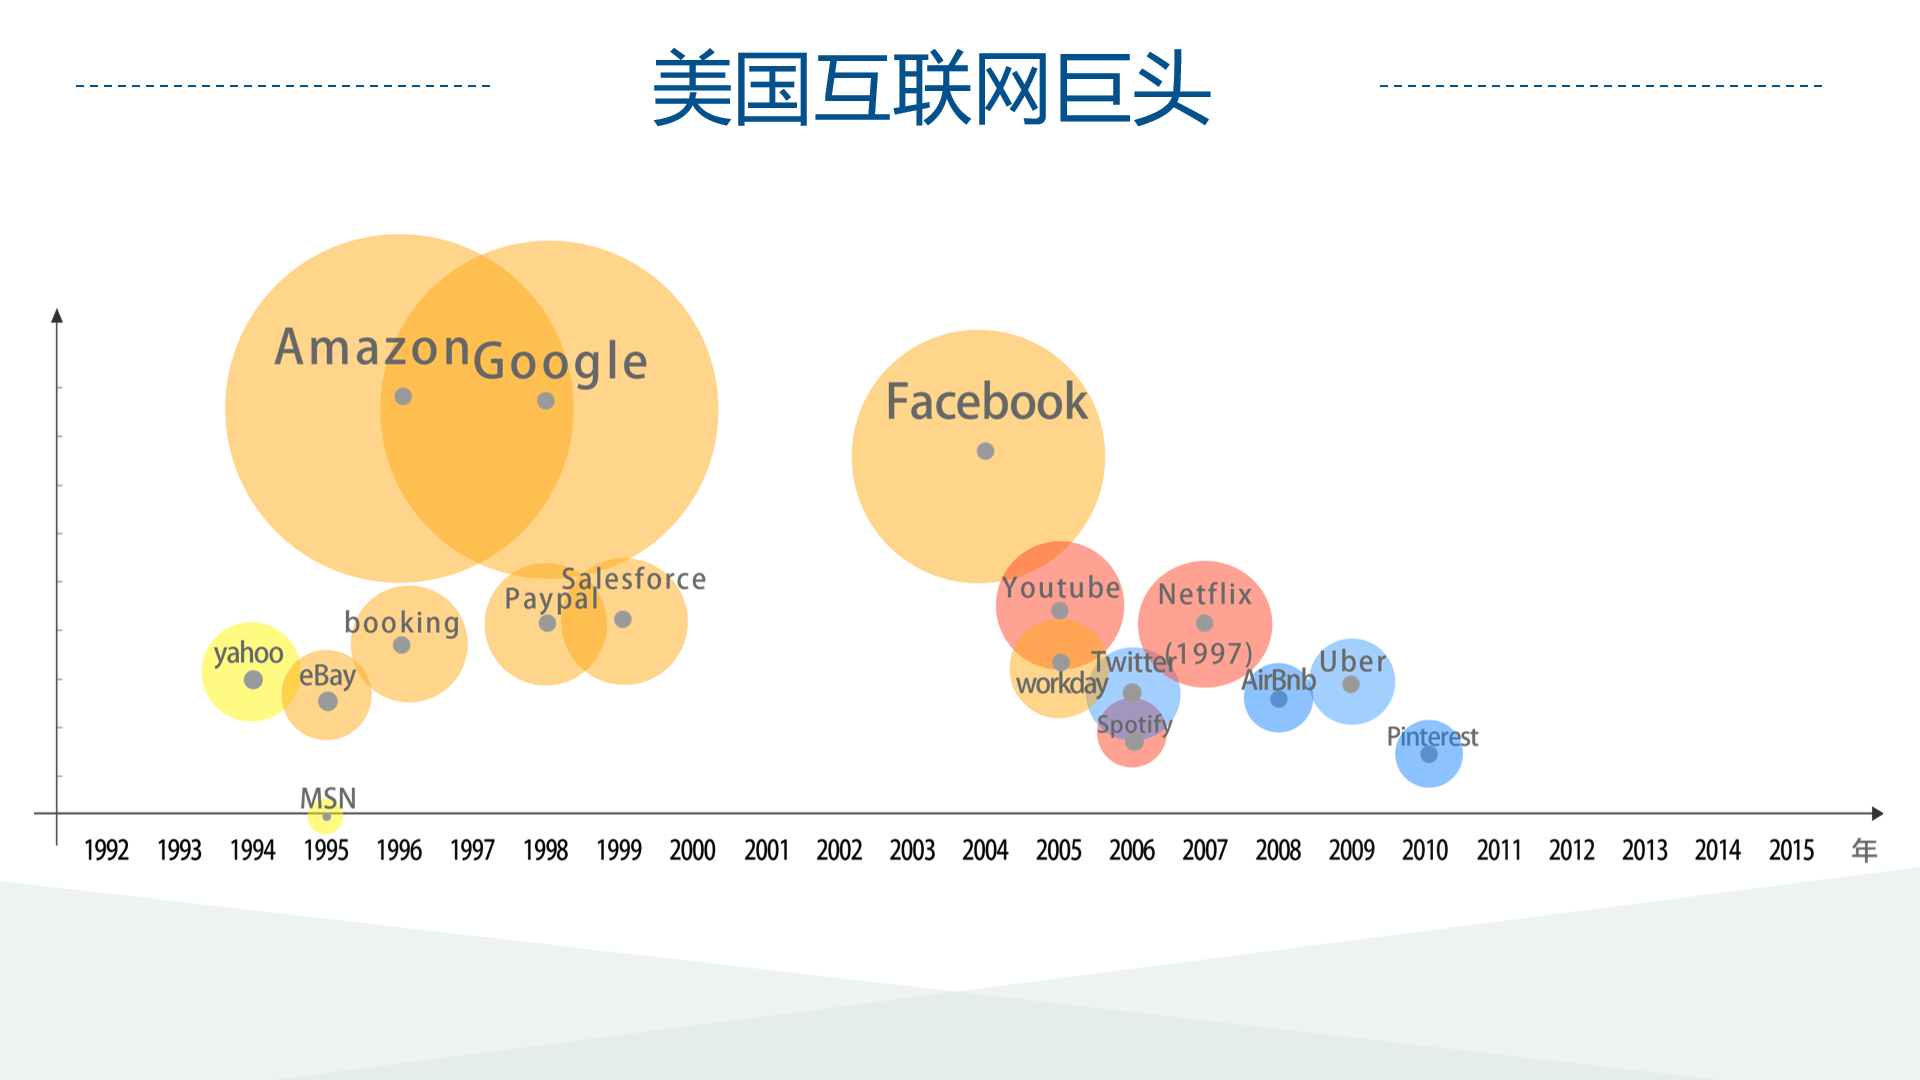 美国互联网巨头
Amazon
Google
Facebook
Salesforce
Paypal
booking
yahoo
eBay
MSN
Youtube
Netflix
(1997)
Twitter
workday
Spotify
AirBnb
Uber
Pinterest
1992 1993 1994 1995 1996 1997 1998 1999 2000 2001 2002 2003 2004 2005 2006 2007 2008 2009 2010 2011 2012 2013 2014 2015 年